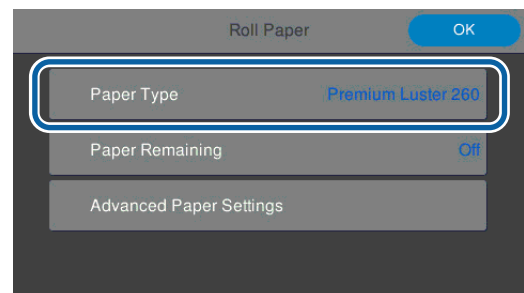 Roll Paper OK
Paper Type Premium Luster 260
Paper Remaining Off
Advanced Paper Settings